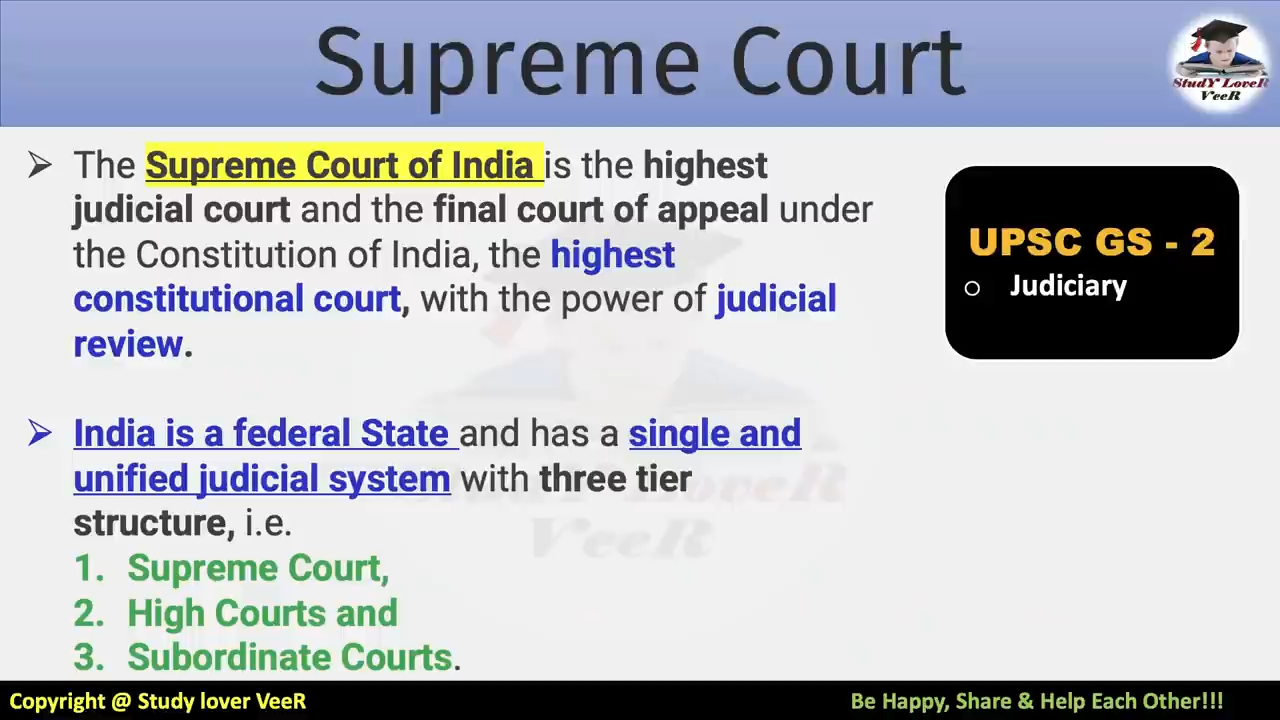 Supreme Court
StudY LoveR
VeeR
➢ The Supreme Court of India is the highest
judicial court and the final court of appeal under
the Constitution of India, the highest
constitutional court, with the power of judicial
review.
UPSC GS - 2
o Judiciary
➢ India is a federal State and has a single and
unified judicial system with three tier
structure, i.e.
1. Supreme Court,
2. High Courts and
3. Subordinate Courts.
StudY LoveR
VeeR
Copyright @ Study lover VeeR
Be Happy, Share & Help Each Other!!!